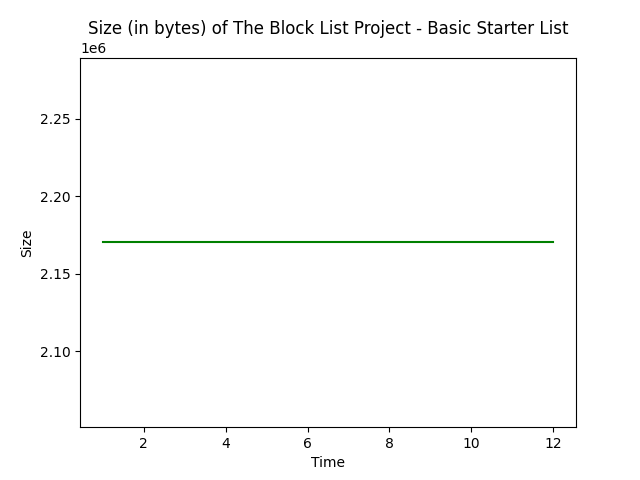 Size (in bytes) of The Block List Project - Basic Starter List
1e6
2.25
2.20
2.15
2.10
Size
2 4 6 8 10 12
Time